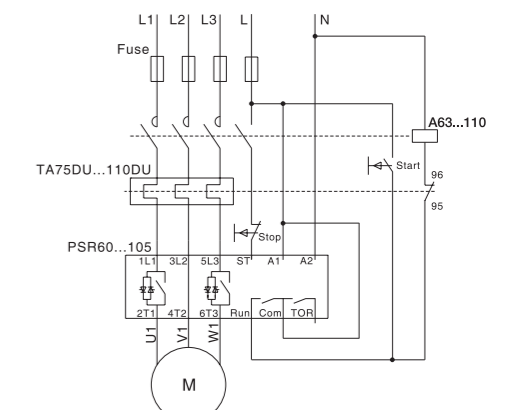 L1 L2 L3 L N
Fuse
A63...110
Start
TA75DU...110DU
96
95
Stop
PSR60...105
1L1 3L2 5L3 ST A1 A2
2T1 4T2 6T3 Run Com TOR
U1 V1 W1
M